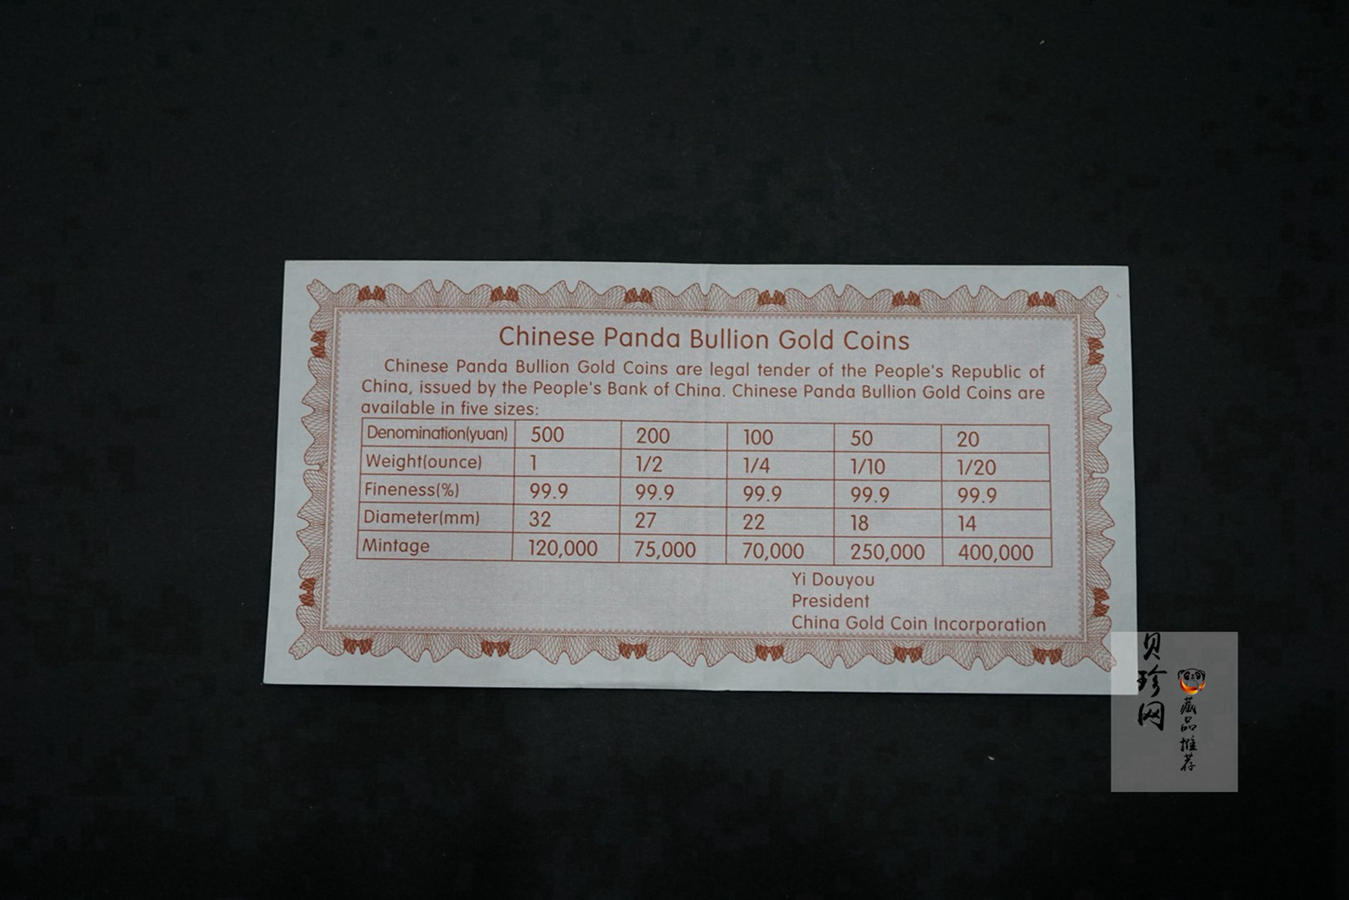 Chinese Panda Bullion Gold Coins
Chinese Panda Bullion Gold Coins are legal tender of the People's Republic of
China, issued by the People's Bank of China. Chinese Panda Bullion Gold Coins are
available in five sizes:
Denomination(yuan) 500 200 100 50 20
Weight(ounce) 1 1/2 1/4 1/10 1/20
Fineness(%) 99.9 99.9 99.9 99.9 99.9
Diameter(mm) 32 27 22 18 14
Mintage 120,000 75,000 70,000 250,000 400,000
Yi Douyou
President
China Gold Coin Incorporation
贝珍网
藏品推荐